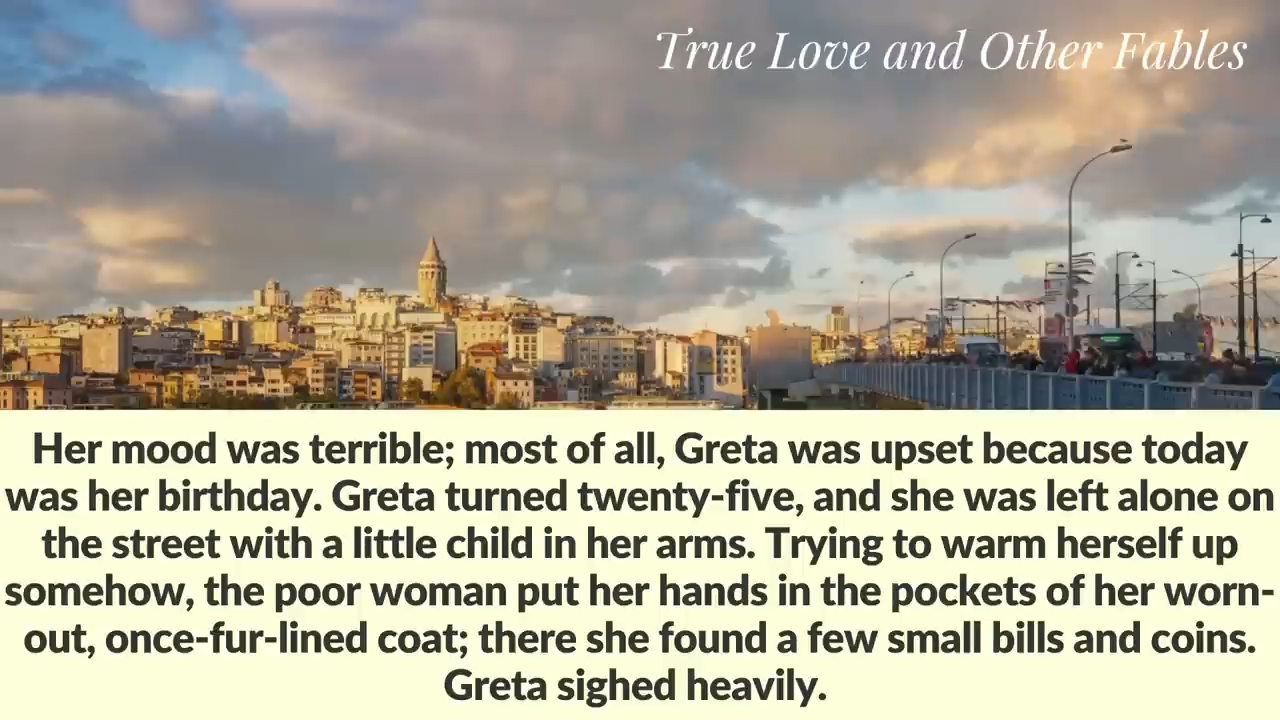 True Love and Other Fables
Her mood was terrible; most of all, Greta was upset because today
was her birthday. Greta turned twenty-five, and she was left alone on
the street with a little child in her arms. Trying to warm herself up
somehow, the poor woman put her hands in the pockets of her worn-
out, once-fur-lined coat; there she found a few small bills and coins.
Greta sighed heavily.